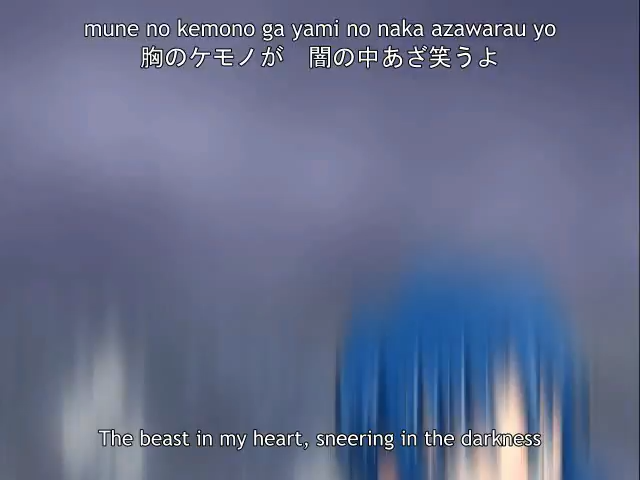 mune no kemono ga yami no naka azawarau yo
胸のケモノが　闇の中あざ笑うよ
The beast in my heart, sneering in the darkness